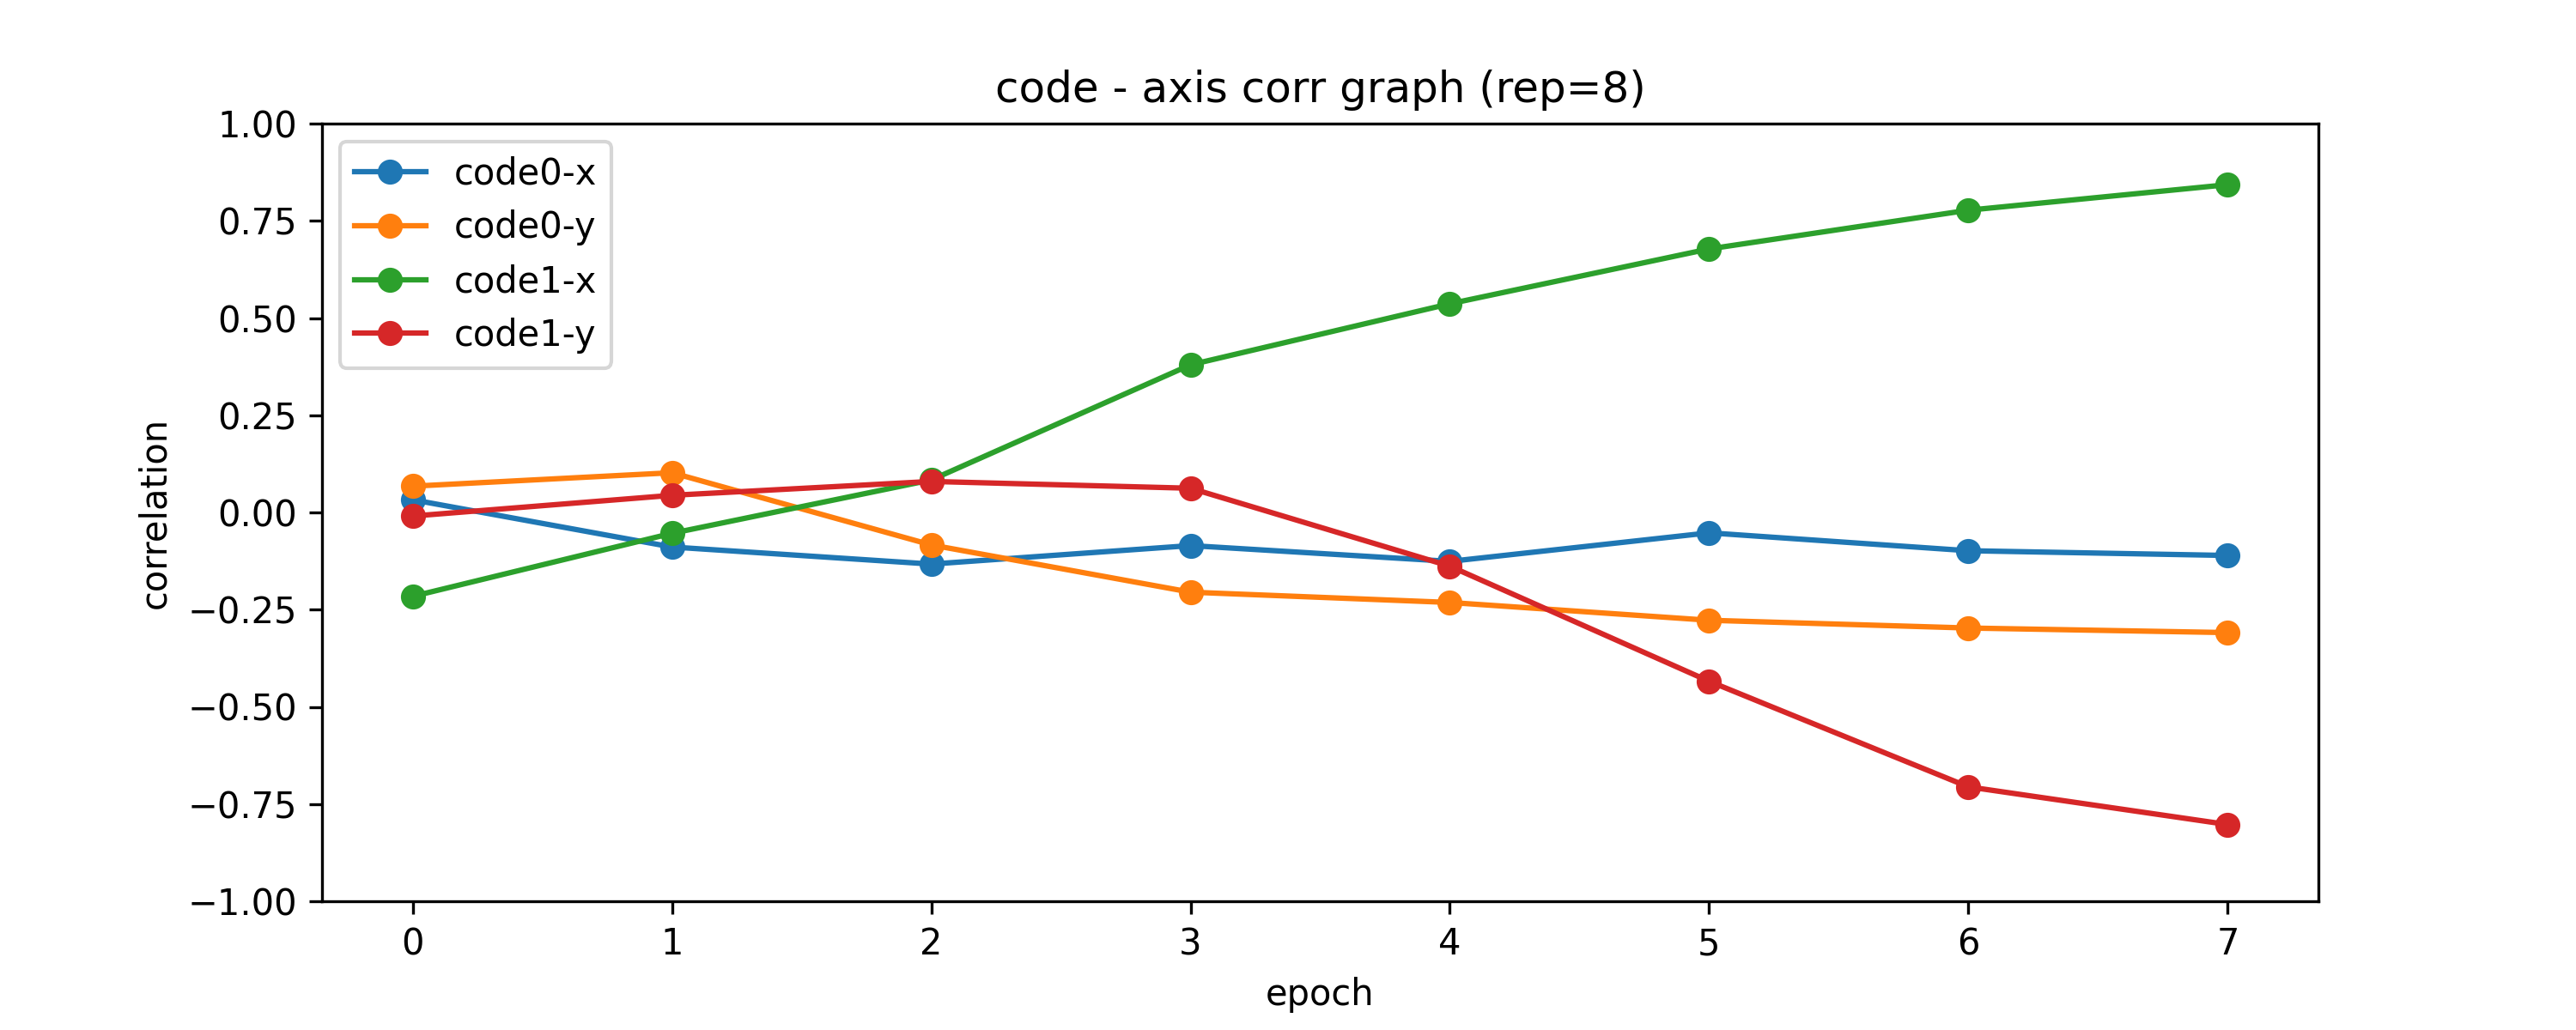 code - axis corr graph (rep=8)
1.00
0.75
0.50
0.25
0.00
−0.25
−0.50
−0.75
−1.00
correlation
code0-x
code0-y
code1-x
code1-y
0 1 2 3 4 5 6 7
epoch